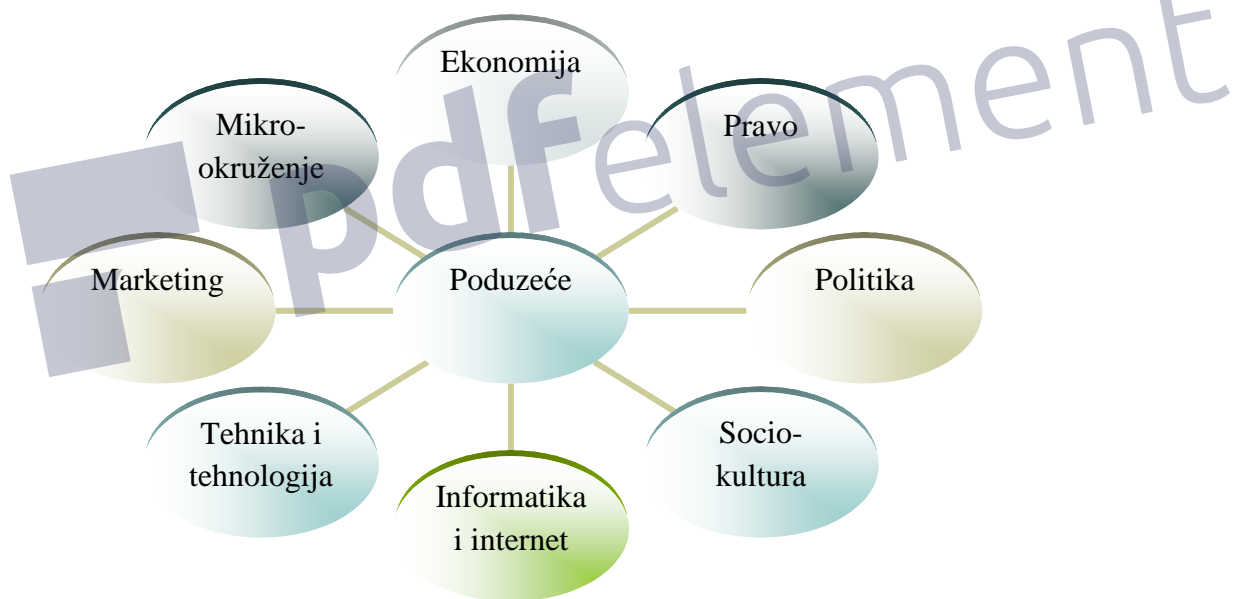 pdfelement
Ekonomija
Mikro-
okruženje
Pravo
Marketing
Poduzeće
Politika
Tehnika i
tehnologija
Socio-
kultura
Informatika
i internet